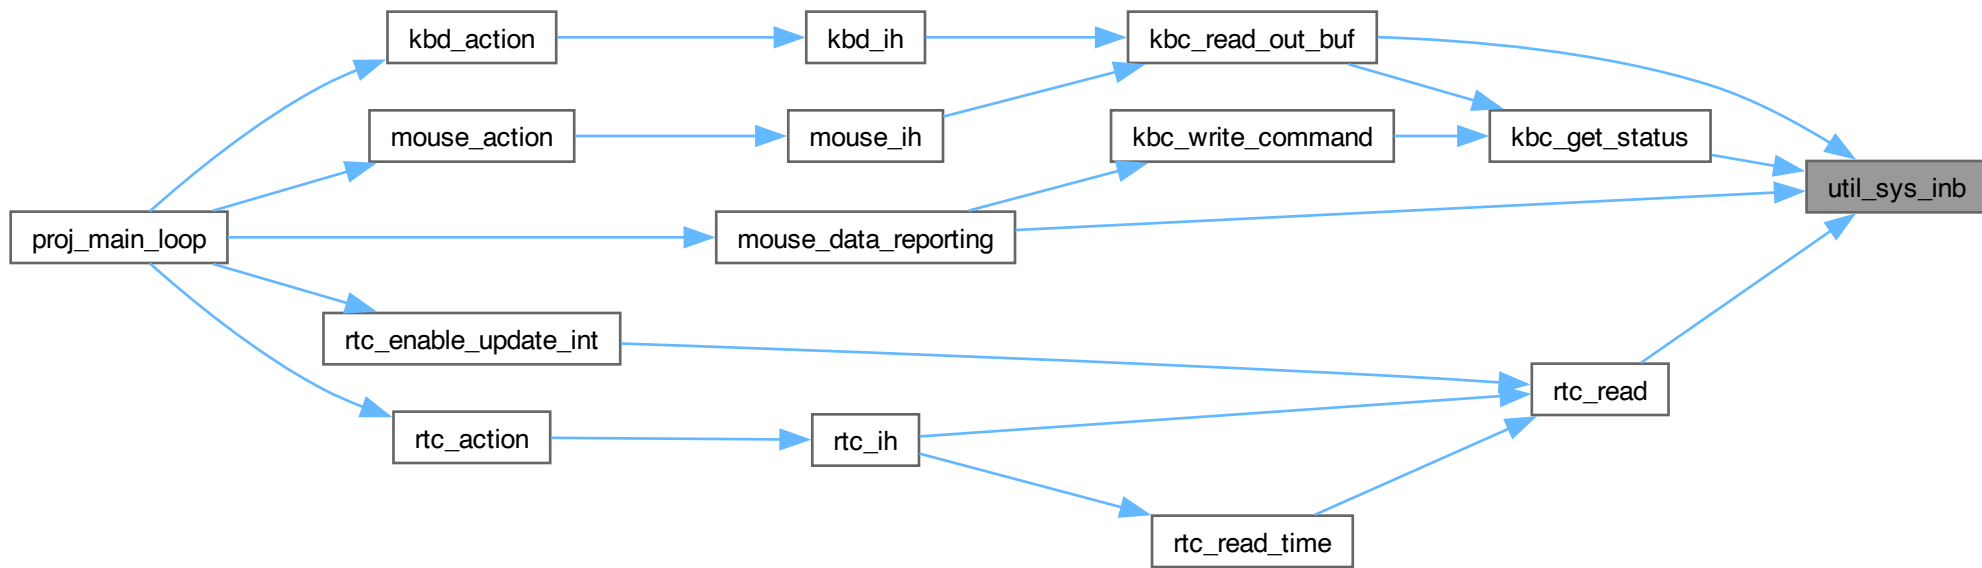 kbd_action
kbd_ih
kbc_read_out_buf
mouse_action
mouse_ih
kbc_write_command
kbc_get_status
util_sys_inb
proj_main_loop
mouse_data_reporting
rtc_enable_update_int
rtc_read
rtc_action
rtc_ih
rtc_read_time